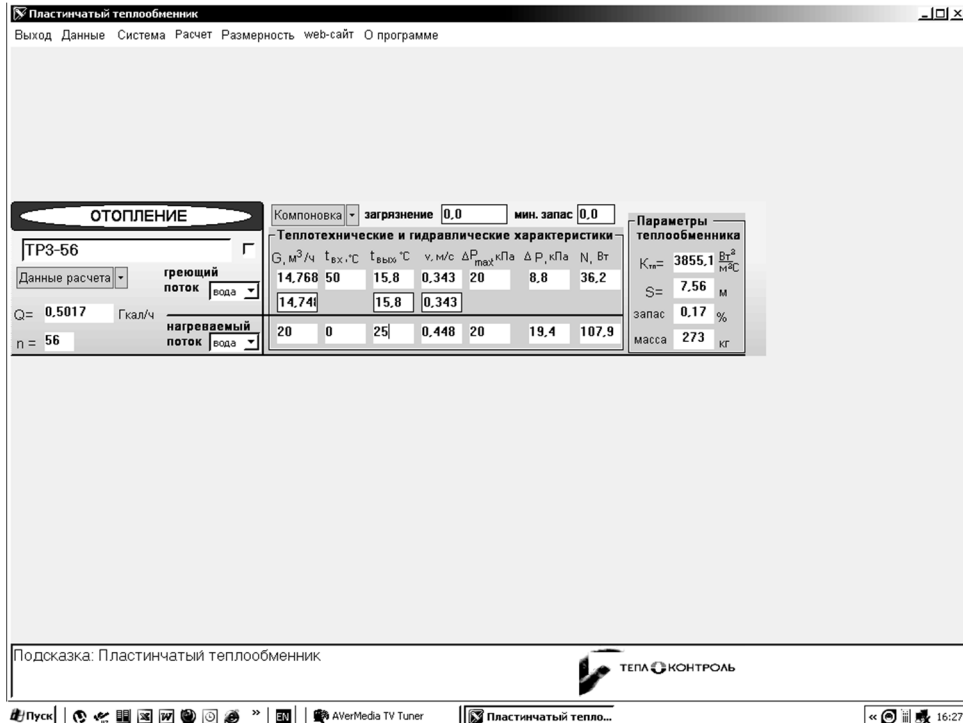 Пластинчатый теплообменник
Выход Данные Система Расчет Размерность web-сайт О программе
ОТОПЛЕНИЕ
Компоновка загрязнение 0,0 мин. запас 0,0
Параметры теплообменника
Теплотехнические и гидравлические характеристики
ТР3-56
G, м³/ч tвх,°C tвых,°C v, м/с ΔPmax кПа Δ P, кПа N, Вт
Данные расчета
греющий поток вода
14,768 50 15,8 0,343 20 8,8 36,2
14,748 15,8 0,343
Q= 0,5017 Гкал/ч
n = 56
нагреваемый поток вода
20 0 25 0,448 20 19,4 107,9
3855,1 Вт²/м²С
S= 7,56 м
запас 0,17 %
масса 273 кг
Подсказка: Пластинчатый теплообменник
ТЕПЛОКОНТРОЛЬ
Пуск » EN AVerMedia TV Tuner Пластинчатый тепло... « 16:27